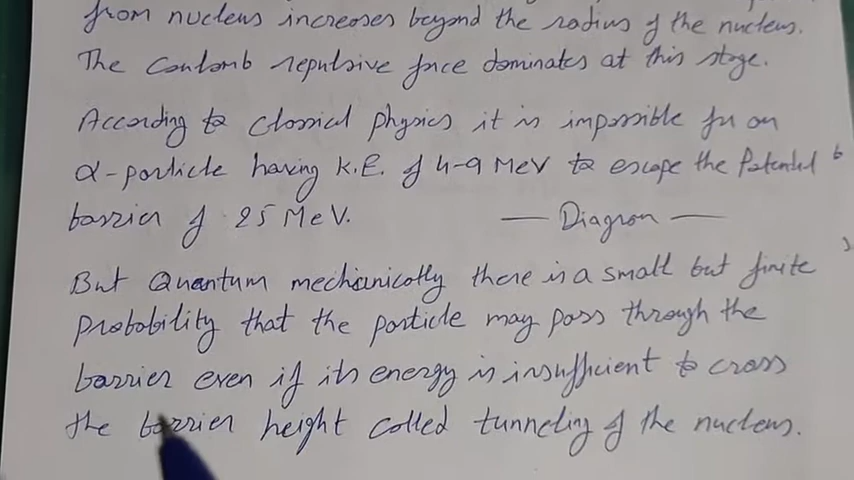 from nucleus increases beyond the radius of the nucleus.
The Coulomb repulsive force dominates at this stage.
According to Classical physics it is impossible for an
α-particle having K.E. of 4-9 MeV to escape the Potential
barrier of 25 MeV. — Diagram —
But Quantum mechanically there is a small but finite
Probability that the particle may pass through the
barrier even if its energy is insufficient to cross
the barrier height called tunneling of the nucleus.